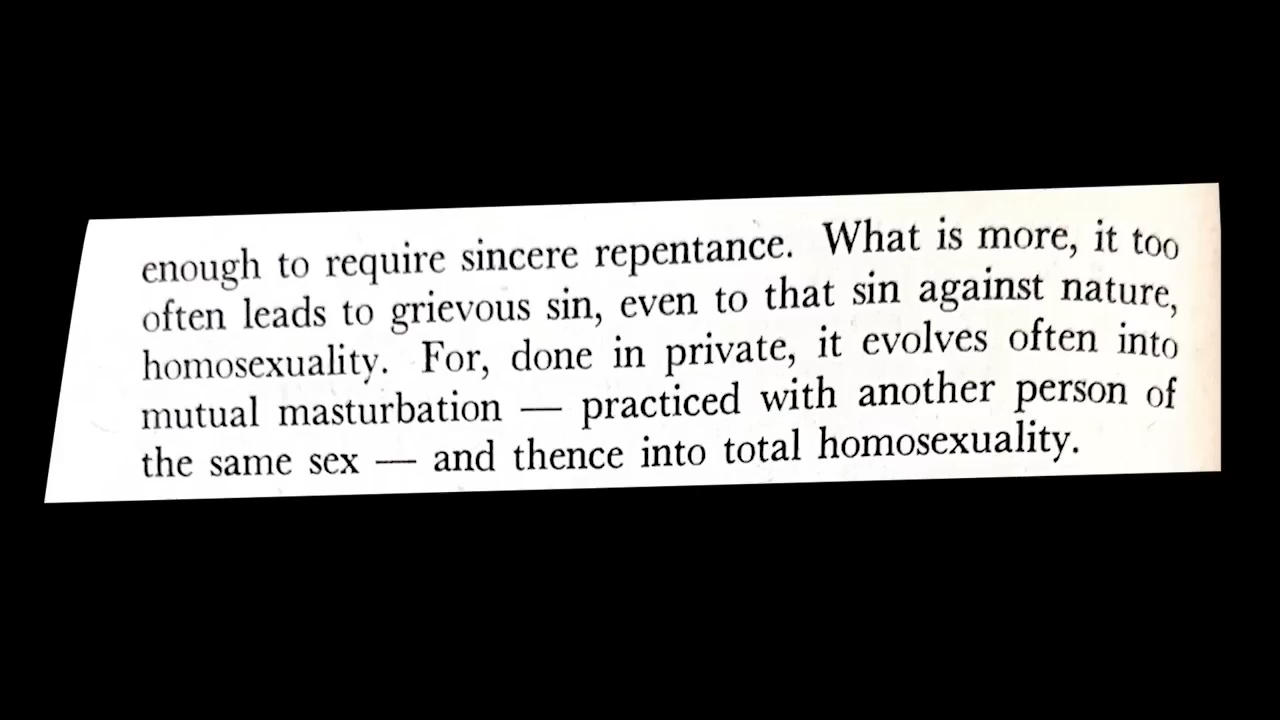 enough to require sincere repentance. What is more, it too
often leads to grievous sin, even to that sin against nature,
homosexuality. For, done in private, it evolves often into
mutual masturbation — practiced with another person of
the same sex — and thence into total homosexuality.